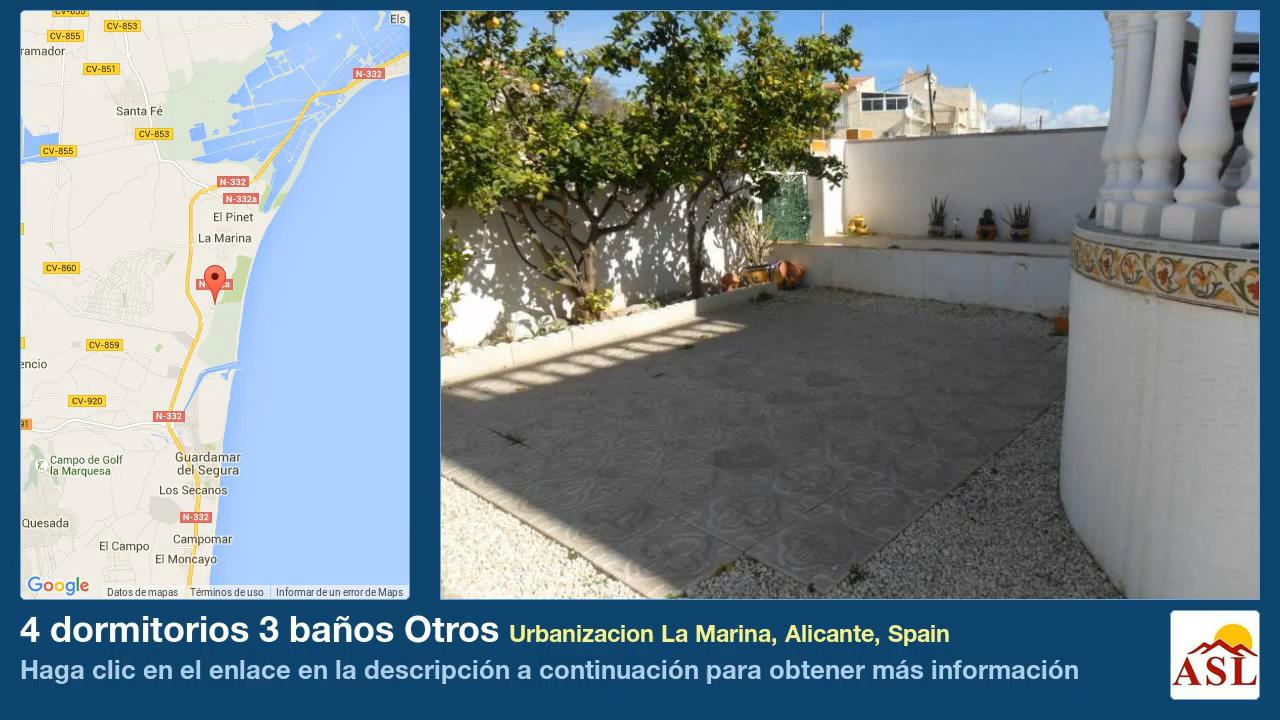 CV-853
Els
CV-855
ramador
CV-851
N-332
Santa Fé
CV-853
CV-855
N-332
N-332a
El Pinet
La Marina
CV-860
CV-859
encio
CV-920
N-332
91
Campo de Golf
la Marquesa
Guardamar
del Segura
Los Secanos
N-332
Quesada
Campomar
El Campo
El Moncayo
Google
Datos de mapas
Términos de uso
Informar de un error de Maps
4 dormitorios 3 baños Otros Urbanizacion La Marina, Alicante, Spain
Haga clic en el enlace en la descripción a continuación para obtener más información
ASL